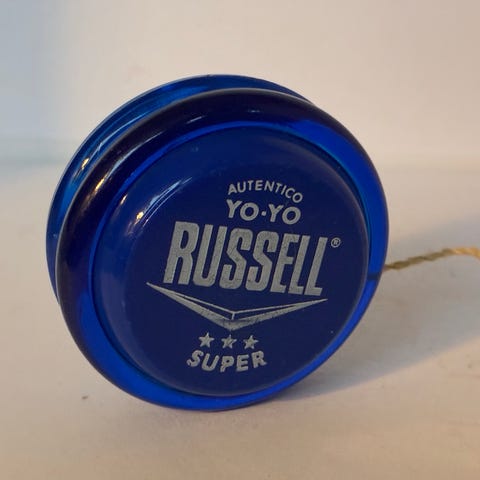 AUTENTICO
YO-YO
RUSSELL®
★★★
SUPER